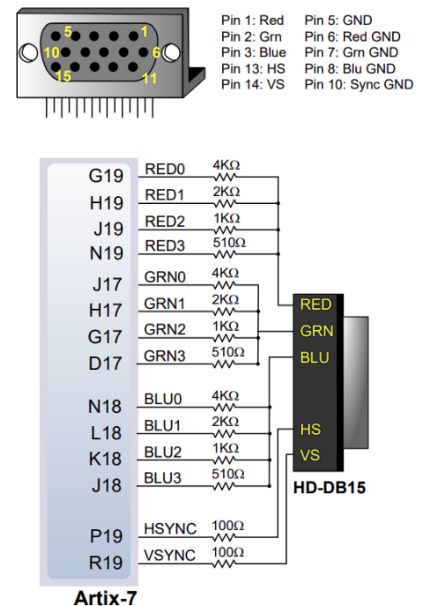 Pin 1: Red Pin 5: GND
Pin 2: Grn Pin 6: Red GND
Pin 3: Blue Pin 7: Grn GND
Pin 13: HS Pin 8: Blu GND
Pin 14: VS Pin 10: Sync GND
5 1
10 6
15 11
G19 RED0 4KΩ
H19 RED1 2KΩ
J19 RED2 1KΩ
N19 RED3 510Ω
J17 GRN0 4KΩ
H17 GRN1 2KΩ
G17 GRN2 1KΩ
D17 GRN3 510Ω
N18 BLU0 4KΩ
L18 BLU1 2KΩ
K18 BLU2 1KΩ
J18 BLU3 510Ω
P19 HSYNC 100Ω
R19 VSYNC 100Ω
Artix-7
RED
GRN
BLU
HS
VS
HD-DB15